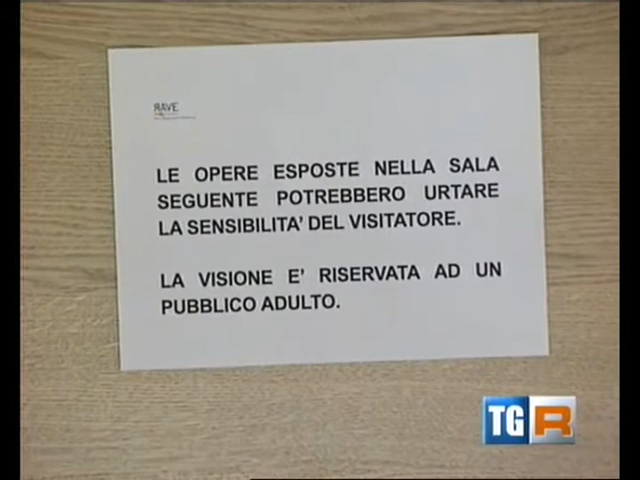 RAVE
LE OPERE ESPOSTE NELLA SALA
SEGUENTE POTREBBERO URTARE
LA SENSIBILITA' DEL VISITATORE.
LA VISIONE E' RISERVATA AD UN
PUBBLICO ADULTO.
TGR